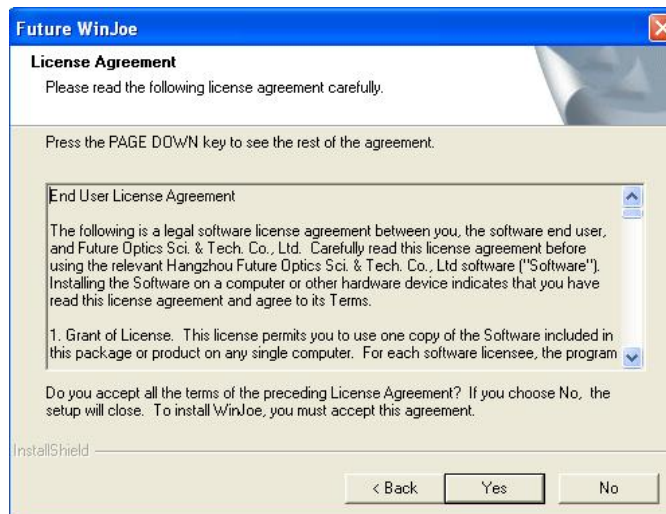 Future WinJoe
License Agreement
Please read the following license agreement carefully.
Press the PAGE DOWN key to see the rest of the agreement.
End User License Agreement
The following is a legal software license agreement between you, the software end user,
and Future Optics Sci. & Tech. Co., Ltd.  Carefully read this license agreement before
using the relevant Hangzhou Future Optics Sci. & Tech. Co., Ltd software ("Software").
Installing the Software on a computer or other hardware device indicates that you have
read this license agreement and agree to its Terms.
1. Grant of License.  This license permits you to use one copy of the Software included in
this package or product on any single computer.  For each software licensee, the program
Do you accept all the terms of the preceding License Agreement?  If you choose No,  the
setup will close.  To install WinJoe, you must accept this agreement.
InstallShield
< Back
Yes
No